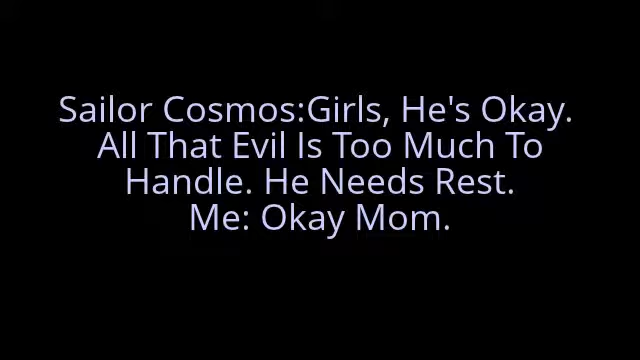 Sailor Cosmos:Girls, He's Okay.
All That Evil Is Too Much To
Handle. He Needs Rest.
Me: Okay Mom.